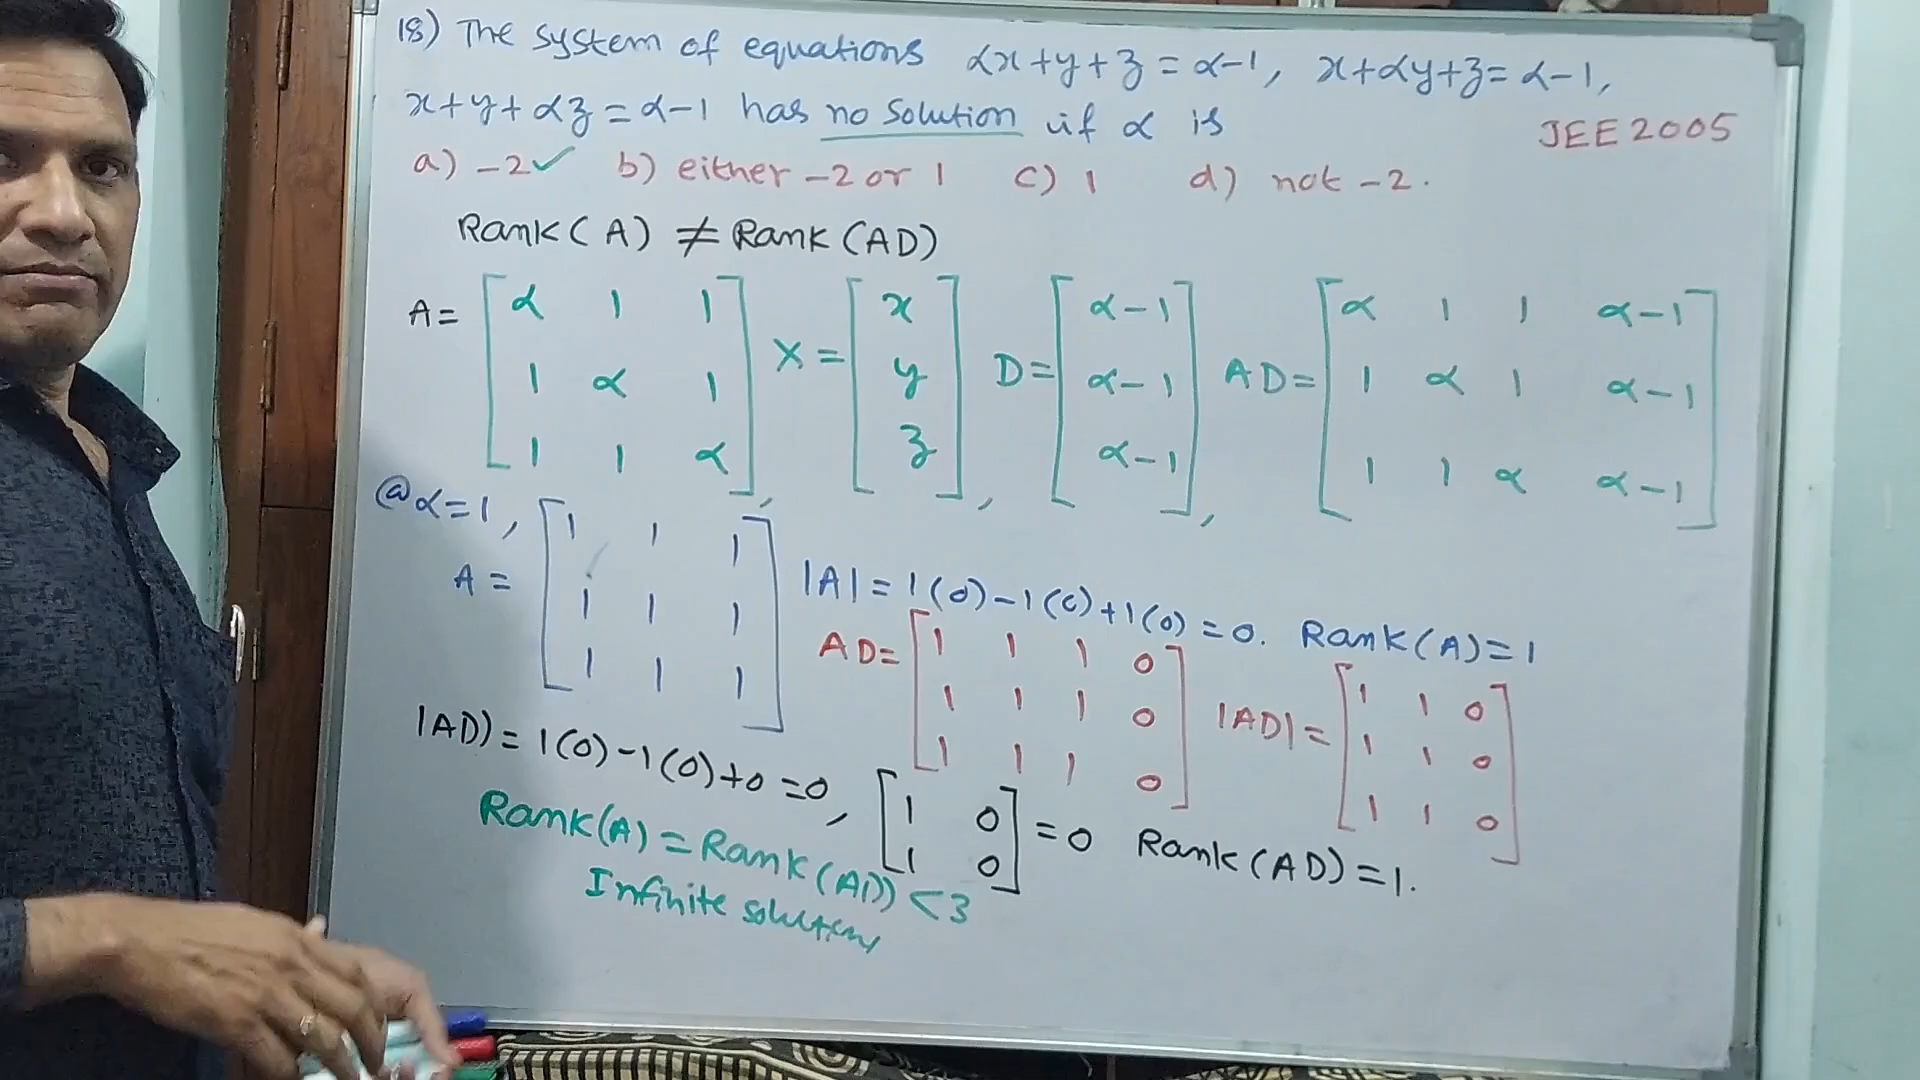 18) The system of equations αx+y+z=α-1, x+αy+z=α-1,
x+y+αz=α-1 has no solution if α is JEE 2005
a) -2✓ b) either -2 or 1 c) 1 d) not -2.
Rank(A) ≠ Rank(AD)
A= [α 1 1 X= [x D= [α-1 AD= [α 1 1 α-1
1 α 1 y α-1 1 α 1 α-1
1 1 α], z], α-1], 1 1 α α-1]
@α=1,
A= [1 1 1
1 1 1
1 1 1]
|A|=1(0)-1(0)+1(0)=0. Rank(A)=1
AD= [1 1 1 0 |AD|= [1 1 0
1 1 1 0 1 1 0
1 1 1 0] 1 1 0]
|AD)=1(0)-1(0)+0=0, [1 0
1 0] =0 Rank(AD)=1.
Rank(A)=Rank(AD)<3
Infinite solutions